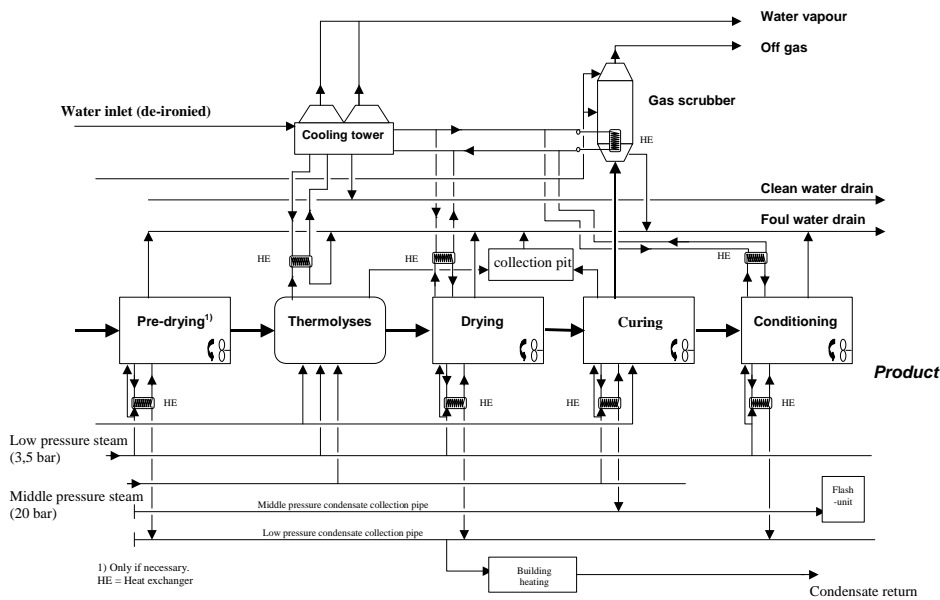 Water vapour
Off gas
Gas scrubber
Water inlet (de-ironied)
Cooling tower
HE
Clean water drain
Foul water drain
HE
HE
collection pit
HE
Pre-drying1)
Thermolyses
Drying
Curing
Conditioning
Product
HE
HE
HE
HE
Low pressure steam
(3,5 bar)
Middle pressure steam
(20 bar)
Middle pressure condensate collection pipe
Flash
-unit
Low pressure condensate collection pipe
1) Only if necessary.
HE = Heat exchanger
Building
heating
Condensate return